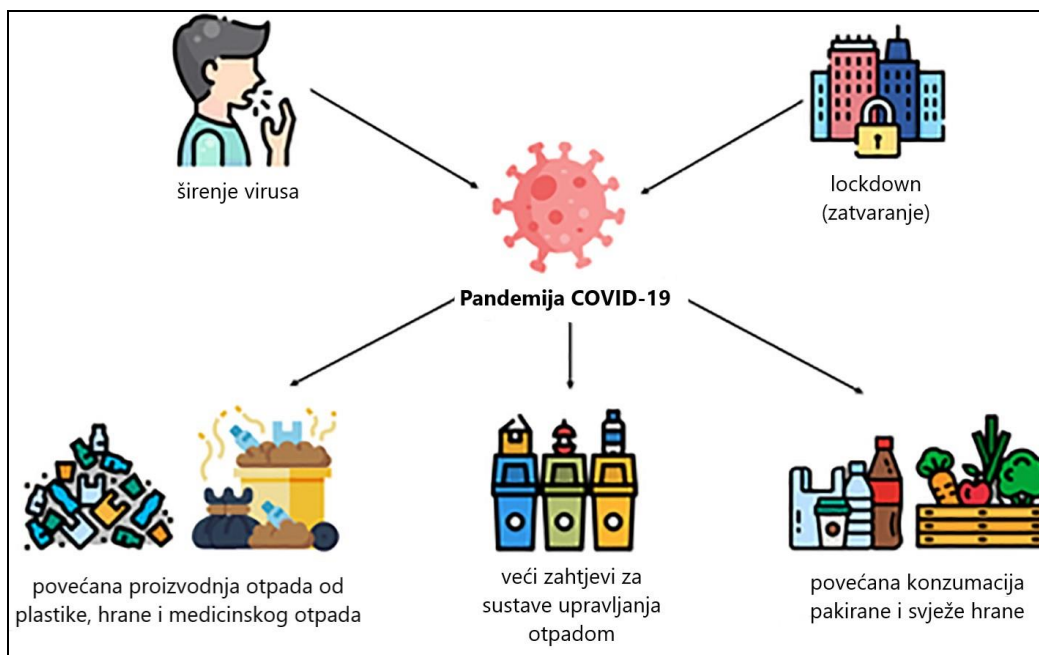 širenje virusa
lockdown
(zatvaranje)
Pandemija COVID-19
povećana proizvodnja otpada od
plastike, hrane i medicinskog otpada
veći zahtjevi za
sustave upravljanja
otpadom
povećana konzumacija
pakirane i svježe hrane